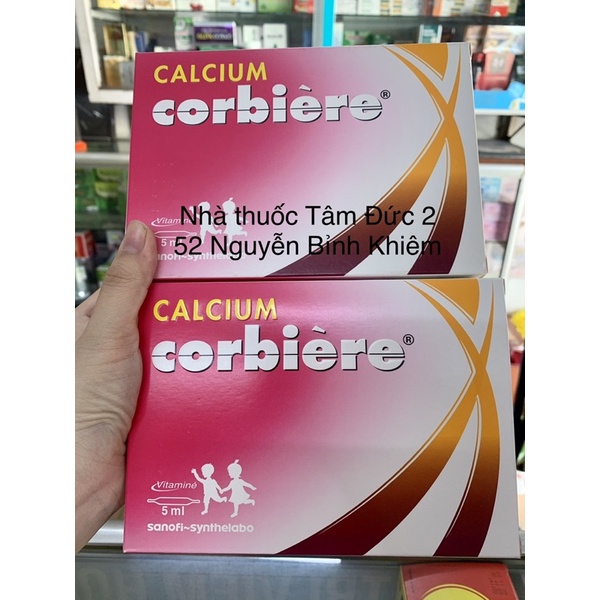 CALCIUM
corbière®
Vitaminé
5 ml
sanofi~synthelabo
Nhà thuốc Tâm Đức 2
52 Nguyễn Bỉnh Khiêm
CALCIUM
corbière®
Vitaminé
5 ml
sanofi~synthelabo